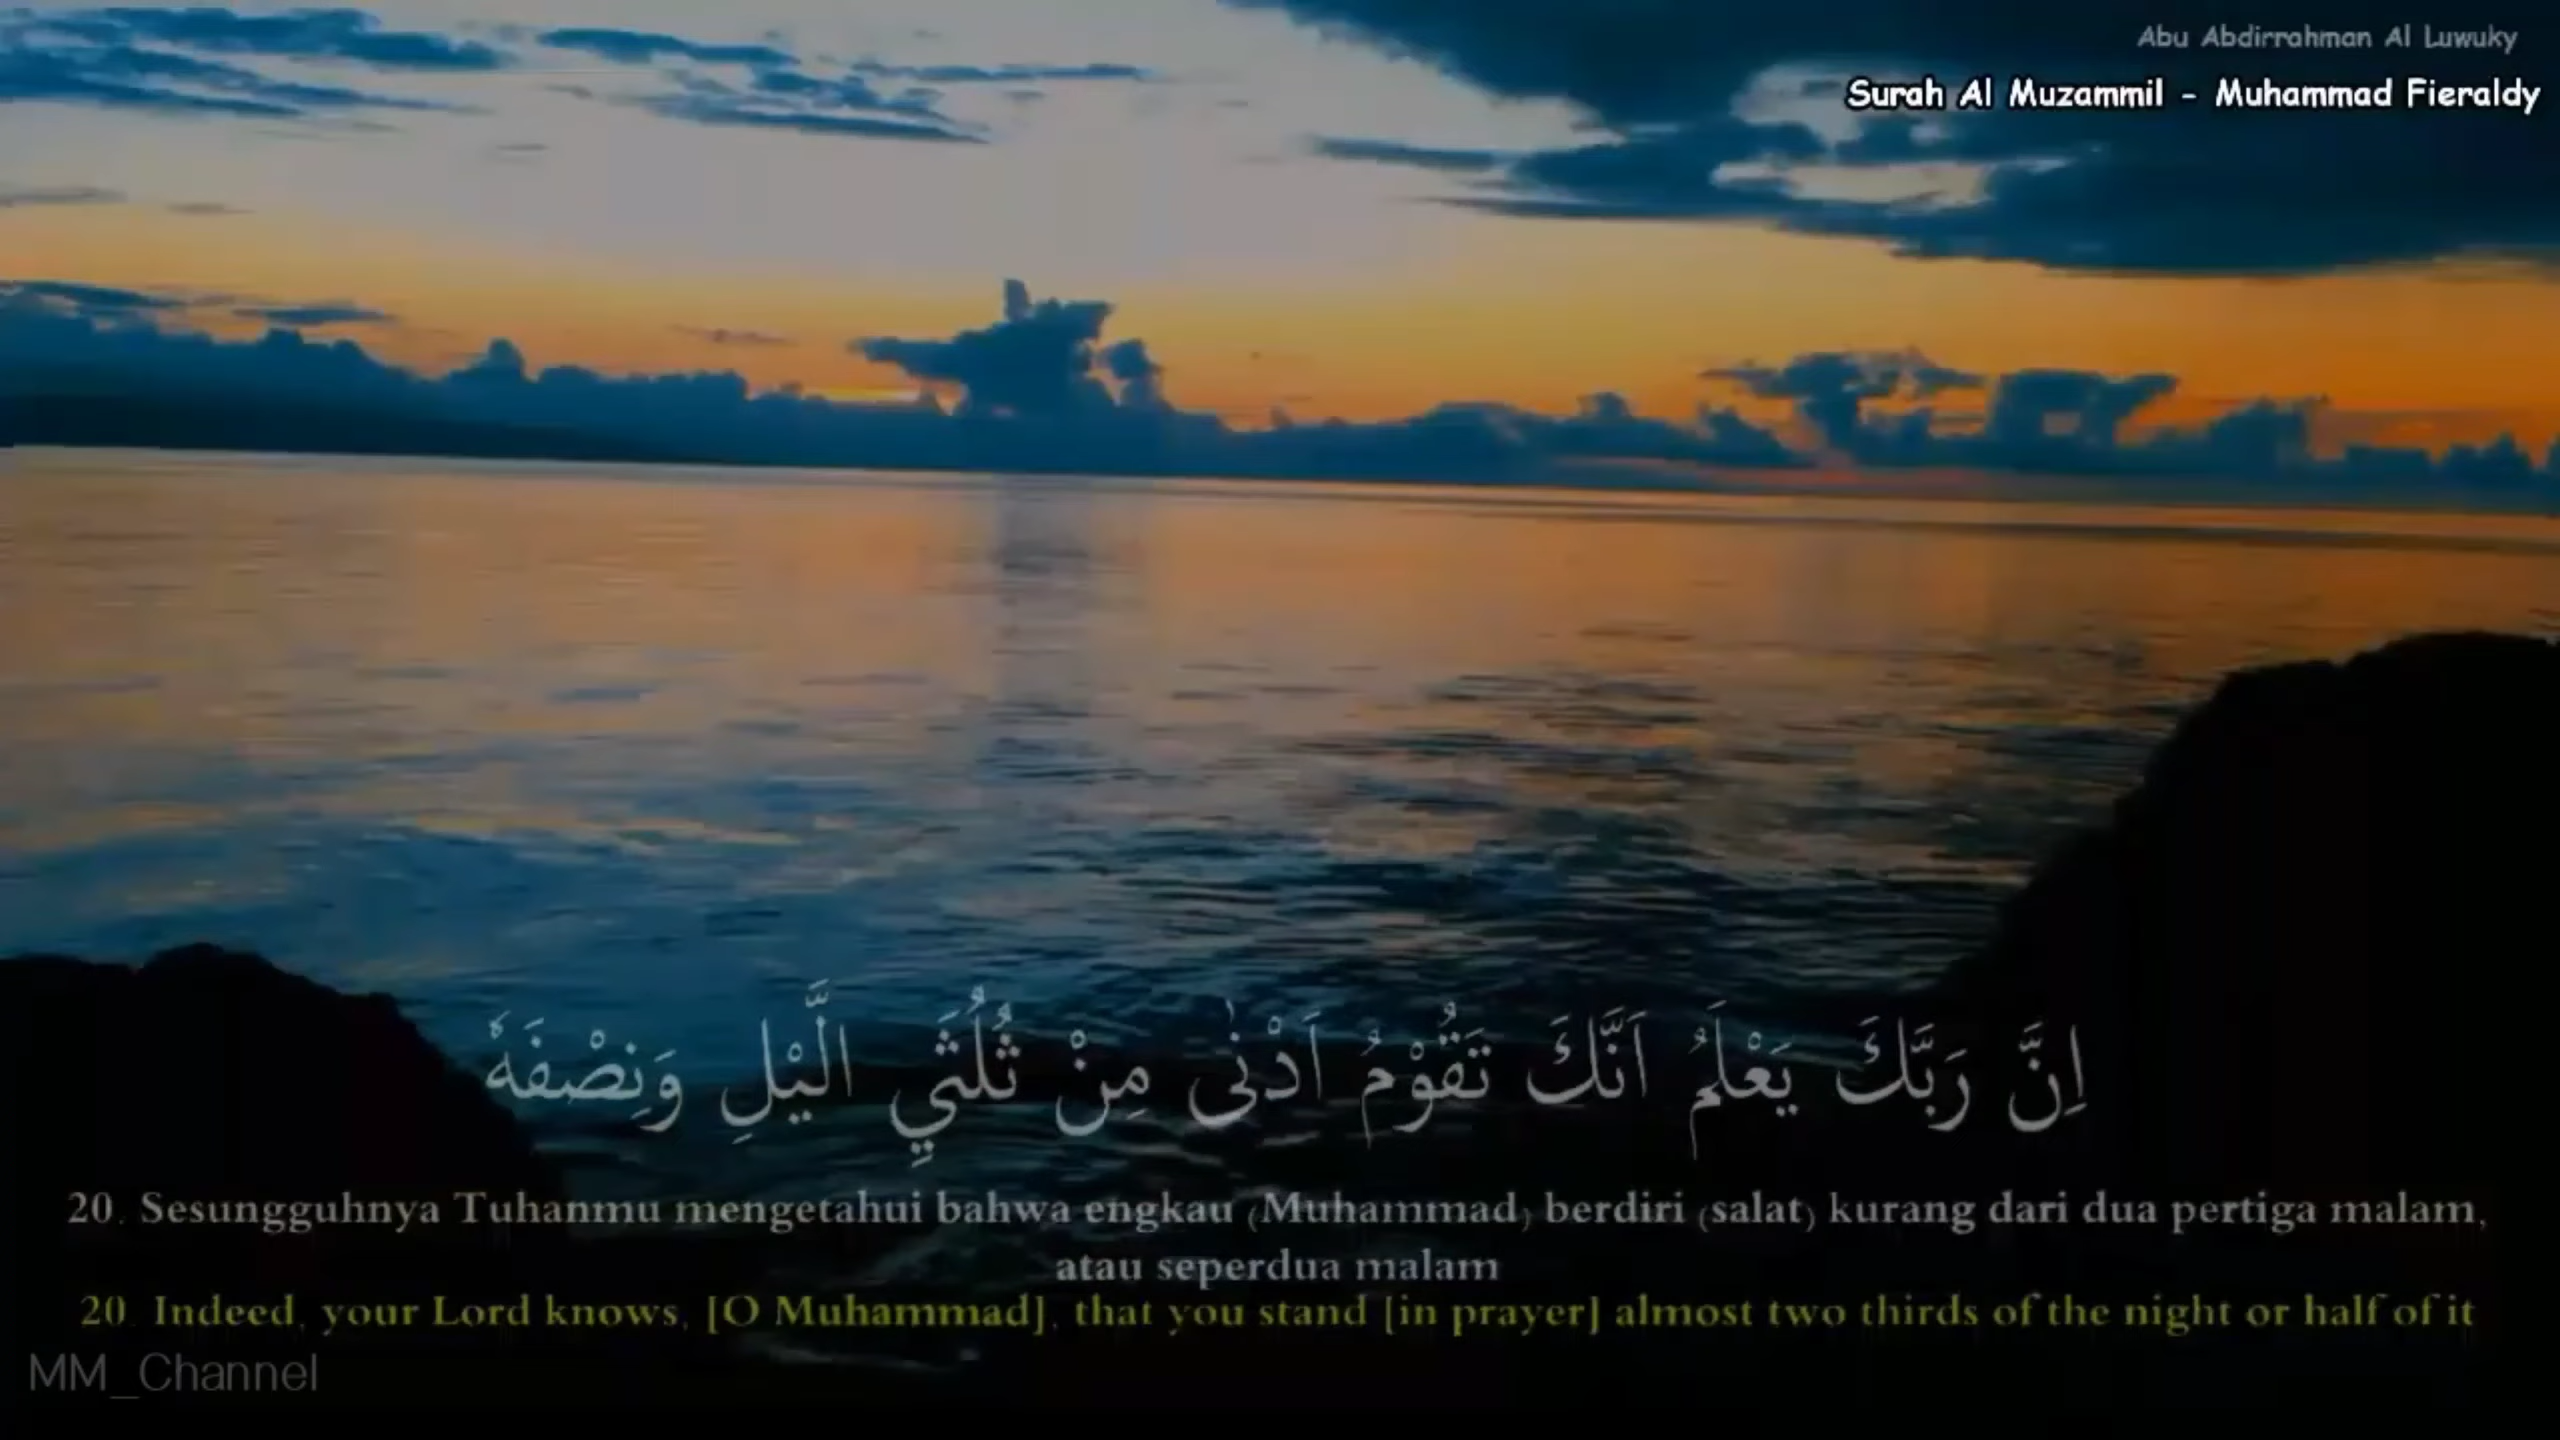 Abu Abdirrahman Al Luwuky
Surah Al Muzammil - Muhammad Fieraldy
اِنَّ رَبَّكَ يَعْلَمُ اَنَّكَ تَقُوْمُ اَدْنٰى مِنْ ثُلُثَيِ الَّيْلِ وَنِصْفَهٗ
20. Sesungguhnya Tuhanmu mengetahui bahwa engkau (Muhammad) berdiri (salat) kurang dari dua pertiga malam,
atau seperdua malam
20. Indeed, your Lord knows, [O Muhammad], that you stand [in prayer] almost two thirds of the night or half of it
MM_Channel